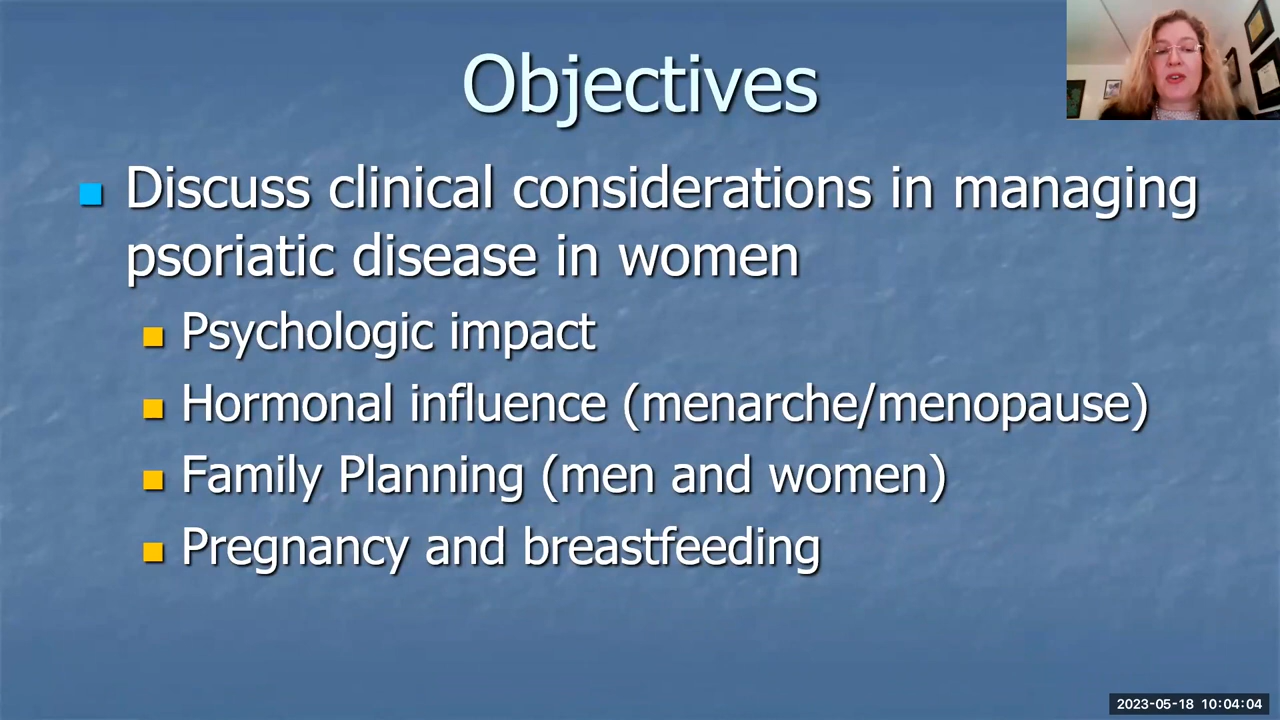 Objectives
Discuss clinical considerations in managing
psoriatic disease in women
Psychologic impact
Hormonal influence (menarche/menopause)
Family Planning (men and women)
Pregnancy and breastfeeding
2023-05-18 10:04:04